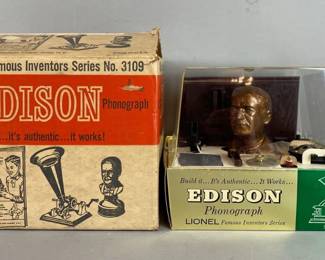 Famous Inventors Series No. 3109
EDISON
Phonograph
...it's authentic...it works!
Build it...It's Authentic...It Works...
EDISON
Phonograph
LIONEL Famous Inventors Series